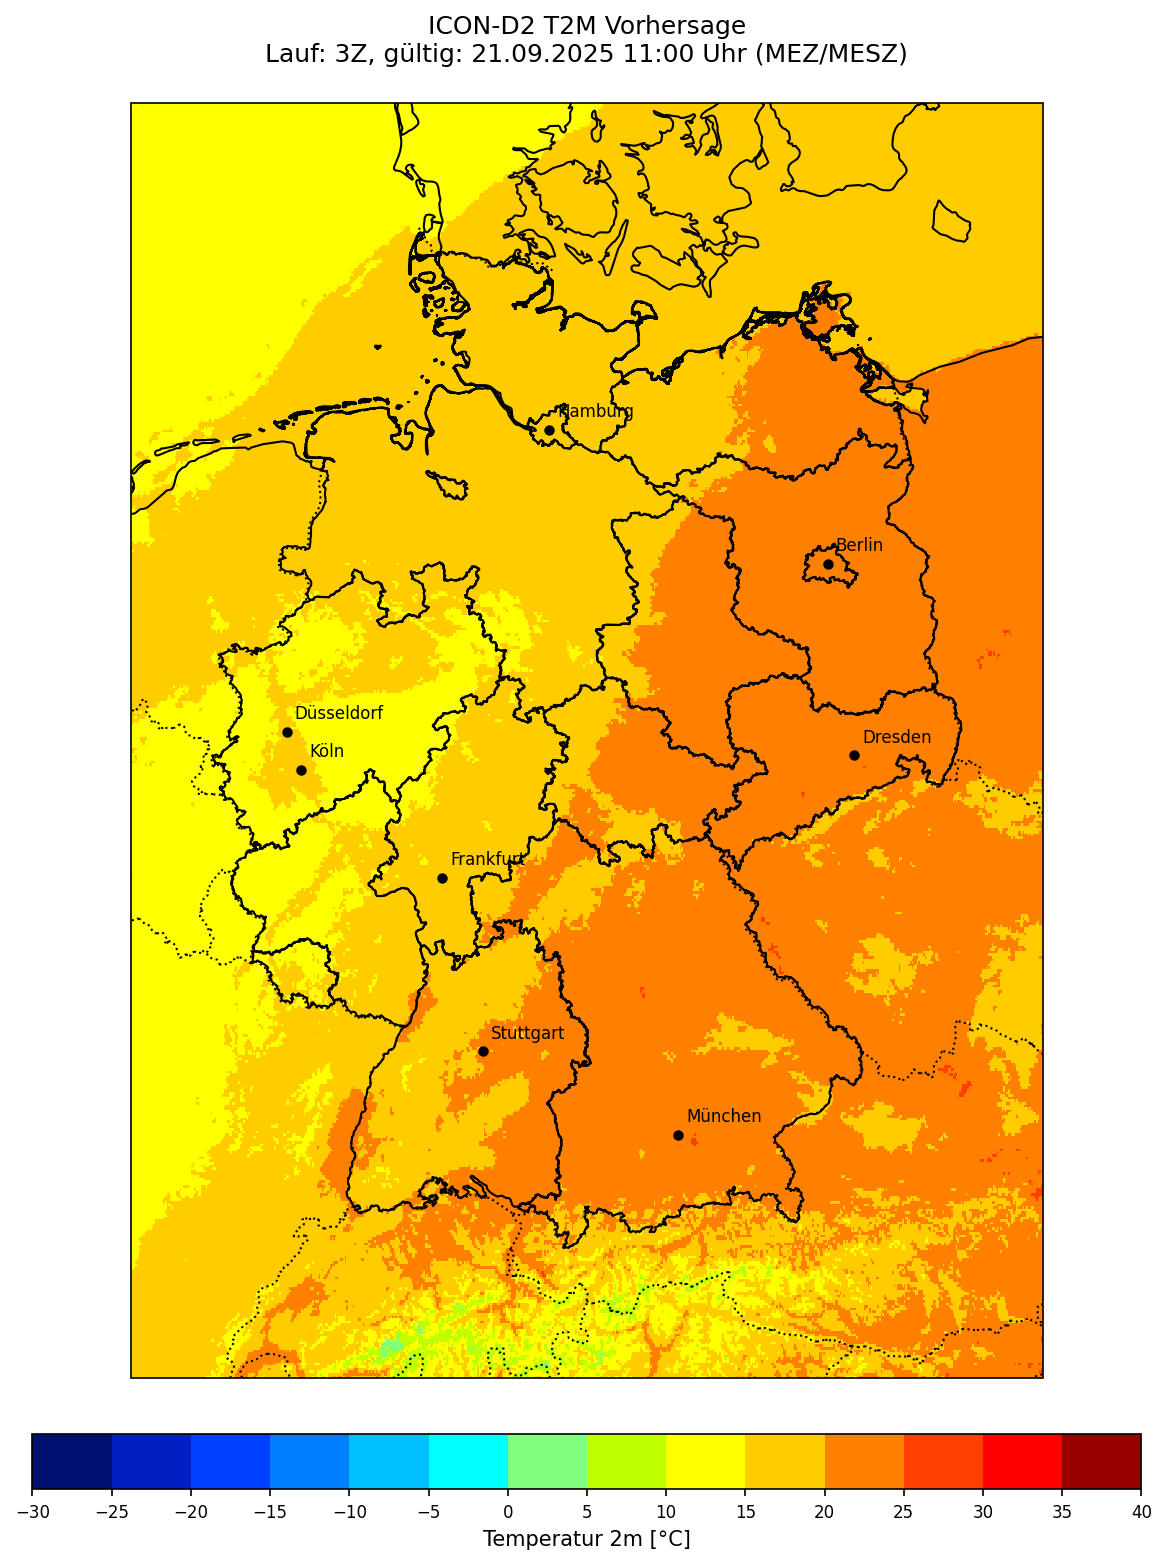 ICON-D2 T2M Vorhersage
Lauf: 3Z, gültig: 21.09.2025 11:00 Uhr (MEZ/MESZ)
Hamburg
Berlin
Düsseldorf
Dresden
Köln
Frankfurt
Stuttgart
München
−30 −25 −20 −15 −10 −5 0 5 10 15 20 25 30 35 40
Temperatur 2m [°C]